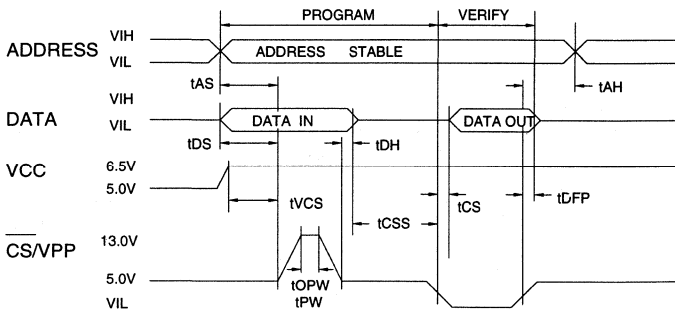 PROGRAM VERIFY
ADDRESS VIH ADDRESS STABLE
VIL
tAS tAH
VIH
DATA VIL DATA IN DATA OUT
tDS tDH
VCC 6.5V
5.0V tVCS tCS tDFP
tCSS
CS/VPP 13.0V
5.0V tOPW
VIL tPW